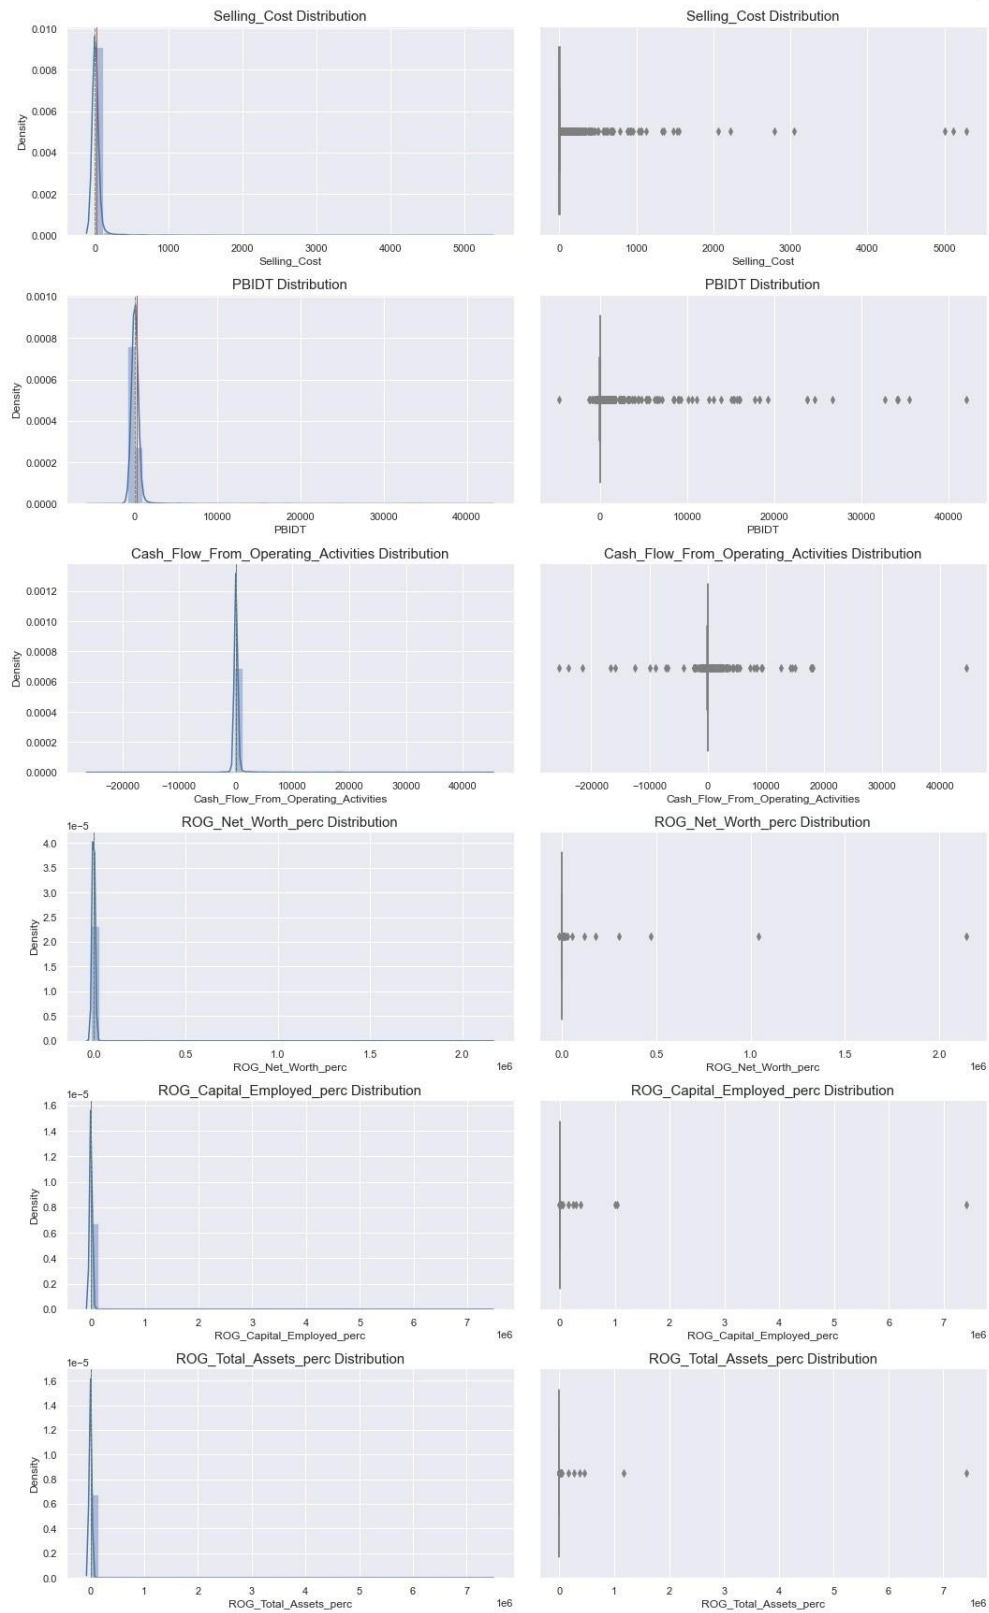 Selling_Cost Distribution
Selling_Cost Distribution
0.010
0.008
0.006
0.004
0.002
0.000
Density
0 1000 2000 3000 4000 5000
Selling_Cost
0 1000 2000 3000 4000 5000
Selling_Cost
PBIDT Distribution
PBIDT Distribution
0.0010
0.0008
0.0006
0.0004
0.0002
0.0000
Density
0 10000 20000 30000 40000
PBIDT
0 10000 20000 30000 40000
PBIDT
Cash_Flow_From_Operating_Activities Distribution
Cash_Flow_From_Operating_Activities Distribution
0.0012
0.0010
0.0008
0.0006
0.0004
0.0002
0.0000
Density
−20000 −10000 0 10000 20000 30000 40000
Cash_Flow_From_Operating_Activities
−20000 −10000 0 10000 20000 30000 40000
Cash_Flow_From_Operating_Activities
ROG_Net_Worth_perc Distribution
ROG_Net_Worth_perc Distribution
1e−5
4.0
3.5
3.0
2.5
2.0
1.5
1.0
0.5
0.0
Density
0.0 0.5 1.0 1.5 2.0
ROG_Net_Worth_perc 1e6
0.0 0.5 1.0 1.5 2.0
ROG_Net_Worth_perc 1e6
ROG_Capital_Employed_perc Distribution
ROG_Capital_Employed_perc Distribution
1e−5
1.6
1.4
1.2
1.0
0.8
0.6
0.4
0.2
0.0
Density
0 1 2 3 4 5 6 7
ROG_Capital_Employed_perc 1e6
0 1 2 3 4 5 6 7
ROG_Capital_Employed_perc 1e6
ROG_Total_Assets_perc Distribution
ROG_Total_Assets_perc Distribution
1e−5
1.6
1.4
1.2
1.0
0.8
0.6
0.4
0.2
0.0
Density
0 1 2 3 4 5 6 7
ROG_Total_Assets_perc 1e6
0 1 2 3 4 5 6 7
ROG_Total_Assets_perc 1e6